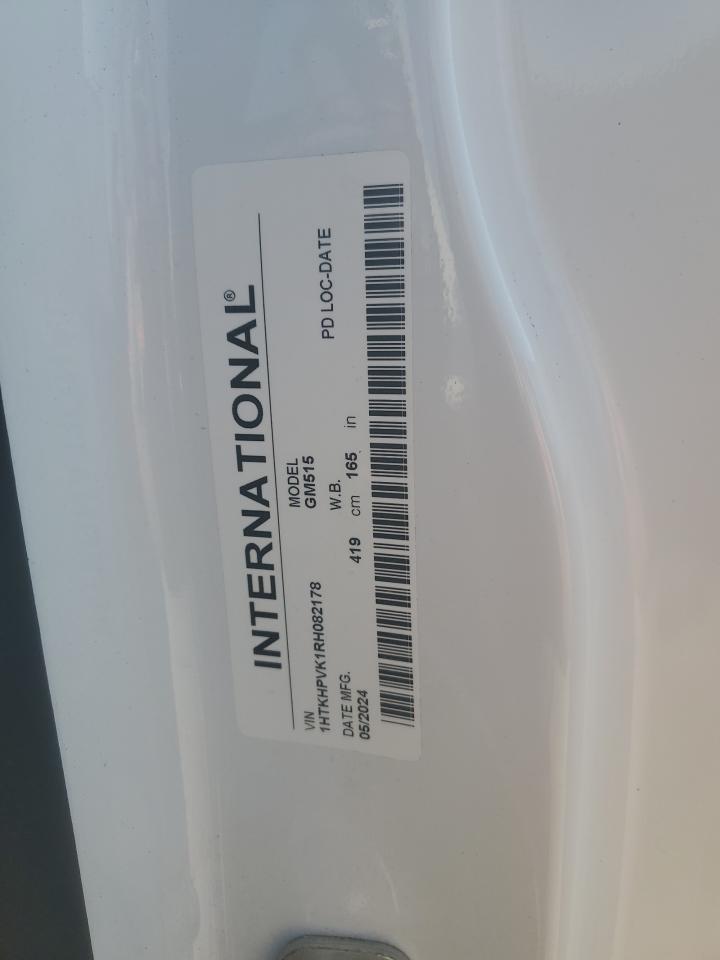 INTERNATIONAL®
VIN MODEL
1HTKHPVK1RH082178 GM515
DATE MFG. W.B. PD LOC-DATE
05/2024 419 cm 165 in